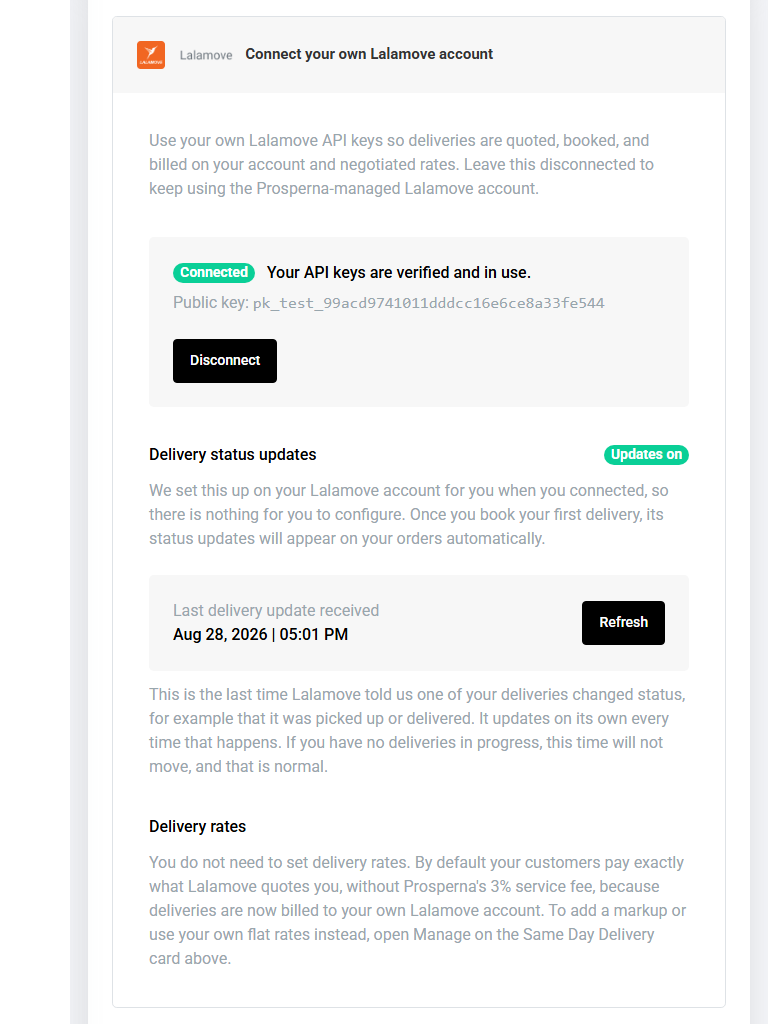 LALAMOVE
Lalamove Connect your own Lalamove account
Use your own Lalamove API keys so deliveries are quoted, booked, and
billed on your account and negotiated rates. Leave this disconnected to
keep using the Prosperna-managed Lalamove account.
Connected Your API keys are verified and in use.
Public key: pk_test_99acd9741011dddcc16e6ce8a33fe544
Disconnect
Delivery status updates Updates on
We set this up on your Lalamove account for you when you connected, so
there is nothing for you to configure. Once you book your first delivery, its
status updates will appear on your orders automatically.
Last delivery update received
Aug 28, 2026 | 05:01 PM
Refresh
This is the last time Lalamove told us one of your deliveries changed status,
for example that it was picked up or delivered. It updates on its own every
time that happens. If you have no deliveries in progress, this time will not
move, and that is normal.
Delivery rates
You do not need to set delivery rates. By default your customers pay exactly
what Lalamove quotes you, without Prosperna's 3% service fee, because
deliveries are now billed to your own Lalamove account. To add a markup or
use your own flat rates instead, open Manage on the Same Day Delivery
card above.